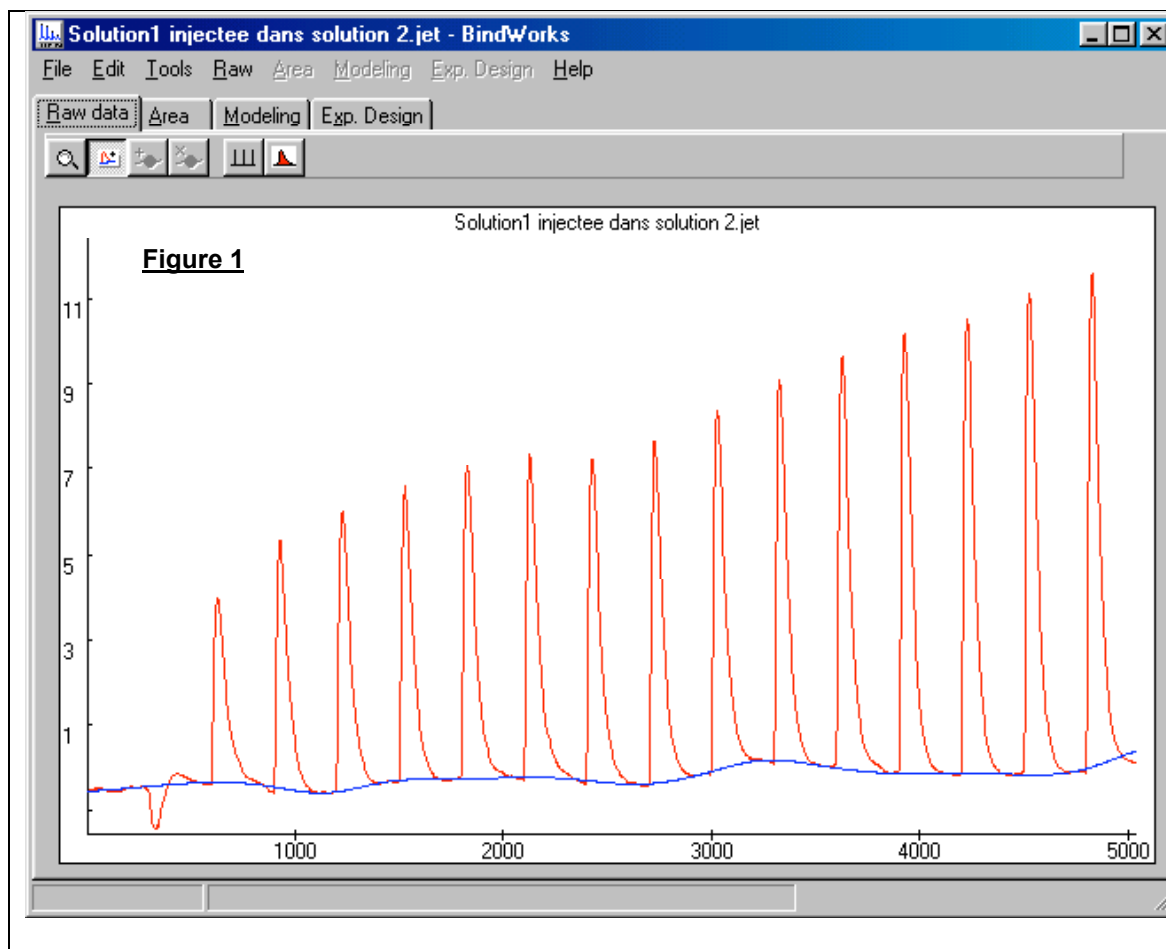 Solution1 injectee dans solution 2.jet - BindWorks
File Edit Tools Raw Area Modeling Exp. Design Help
Raw data Area Modeling Exp. Design
Solution1 injectee dans solution 2.jet
Figure 1
11
9
7
5
3
1
1000 2000 3000 4000 5000